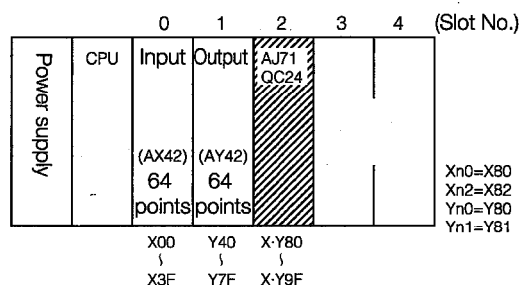 0 1 2 3 4 (Slot No.)
Power supply
CPU
Input
(AX42)
64
points
Output
(AY42)
64
points
AJ71
QC24
Xn0=X80
Xn2=X82
Yn0=Y80
Yn1=Y81
X00 Y40 X·Y80
∫ ∫ ∫
X3F Y7F X·Y9F